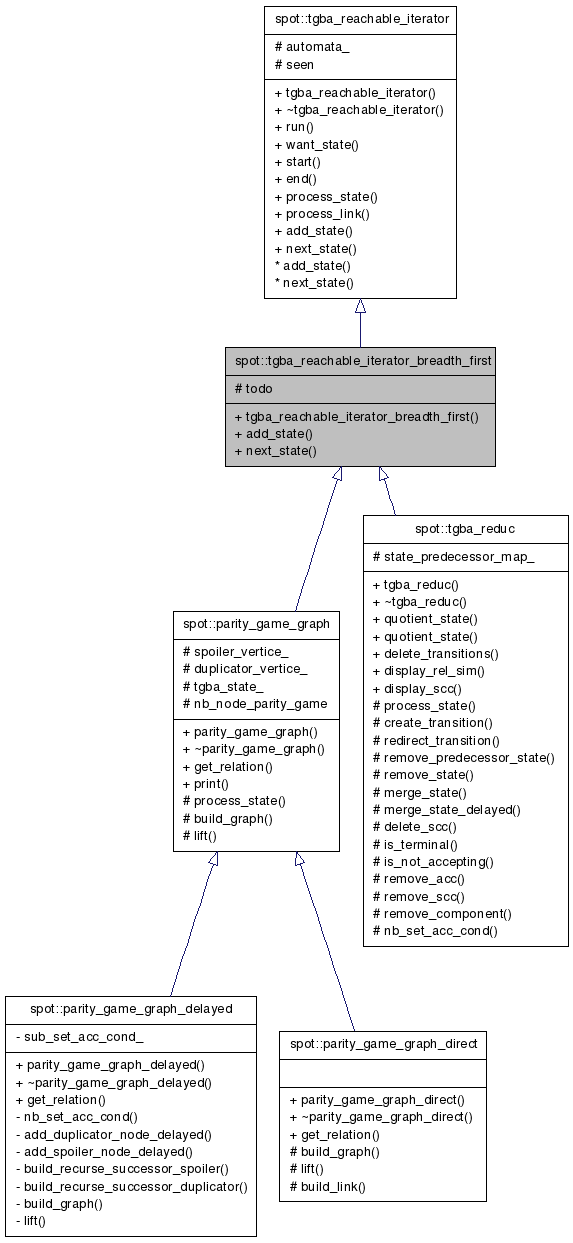 spot::tgba_reachable_iterator
# automata_
# seen
+ tgba_reachable_iterator()
+ ~tgba_reachable_iterator()
+ run()
+ want_state()
+ start()
+ end()
+ process_state()
+ process_link()
+ add_state()
+ next_state()
* add_state()
* next_state()
spot::tgba_reachable_iterator_breadth_first
# todo
+ tgba_reachable_iterator_breadth_first()
+ add_state()
+ next_state()
spot::parity_game_graph
# spoiler_vertice_
# duplicator_vertice_
# tgba_state_
# nb_node_parity_game
+ parity_game_graph()
+ ~parity_game_graph()
+ get_relation()
+ print()
# process_state()
# build_graph()
# lift()
spot::tgba_reduc
# state_predecessor_map_
+ tgba_reduc()
+ ~tgba_reduc()
+ quotient_state()
+ quotient_state()
+ delete_transitions()
+ display_rel_sim()
+ display_scc()
# process_state()
# create_transition()
# redirect_transition()
# remove_predecessor_state()
# remove_state()
# merge_state()
# merge_state_delayed()
# delete_scc()
# is_terminal()
# is_not_accepting()
# remove_acc()
# remove_scc()
# remove_component()
# nb_set_acc_cond()
spot::parity_game_graph_delayed
- sub_set_acc_cond_
+ parity_game_graph_delayed()
+ ~parity_game_graph_delayed()
+ get_relation()
- nb_set_acc_cond()
- add_duplicator_node_delayed()
- add_spoiler_node_delayed()
- build_recurse_successor_spoiler()
- build_recurse_successor_duplicator()
- build_graph()
- lift()
spot::parity_game_graph_direct
+ parity_game_graph_direct()
+ ~parity_game_graph_direct()
+ get_relation()
# build_graph()
# lift()
# build_link()